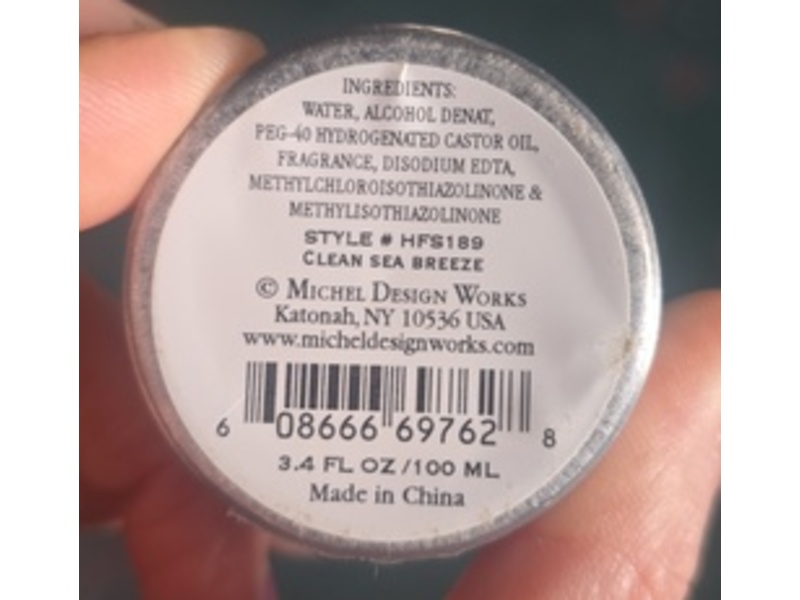 INGREDIENTS:
WATER, ALCOHOL DENAT,
PEG-40 HYDROGENATED CASTOR OIL,
FRAGRANCE, DISODIUM EDTA,
METHYLCHLOROISOTHIAZOLINONE &
METHYLISOTHIAZOLINONE
STYLE # HFS189
CLEAN SEA BREEZE
© MICHEL DESIGN WORKS
Katonah, NY 10536 USA
www.micheldesignworks.com
6 08666 69762 8
3.4 FL OZ/100 ML
Made in China